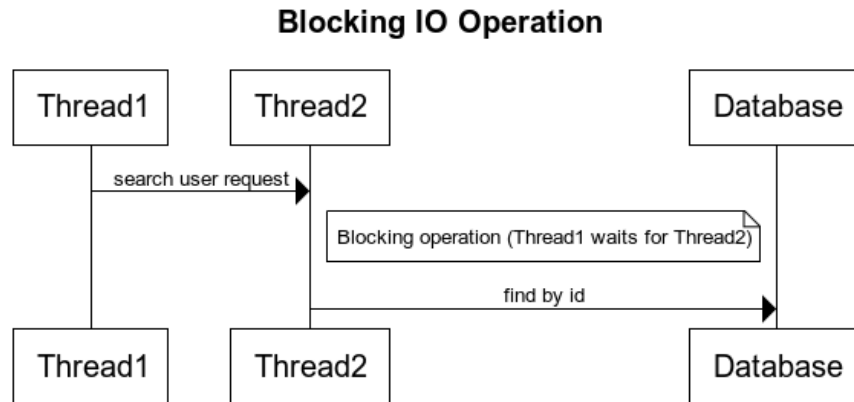 Blocking IO Operation
Thread1
Thread2
Database
search user request
Blocking operation (Thread1 waits for Thread2)
find by id
Thread1
Thread2
Database